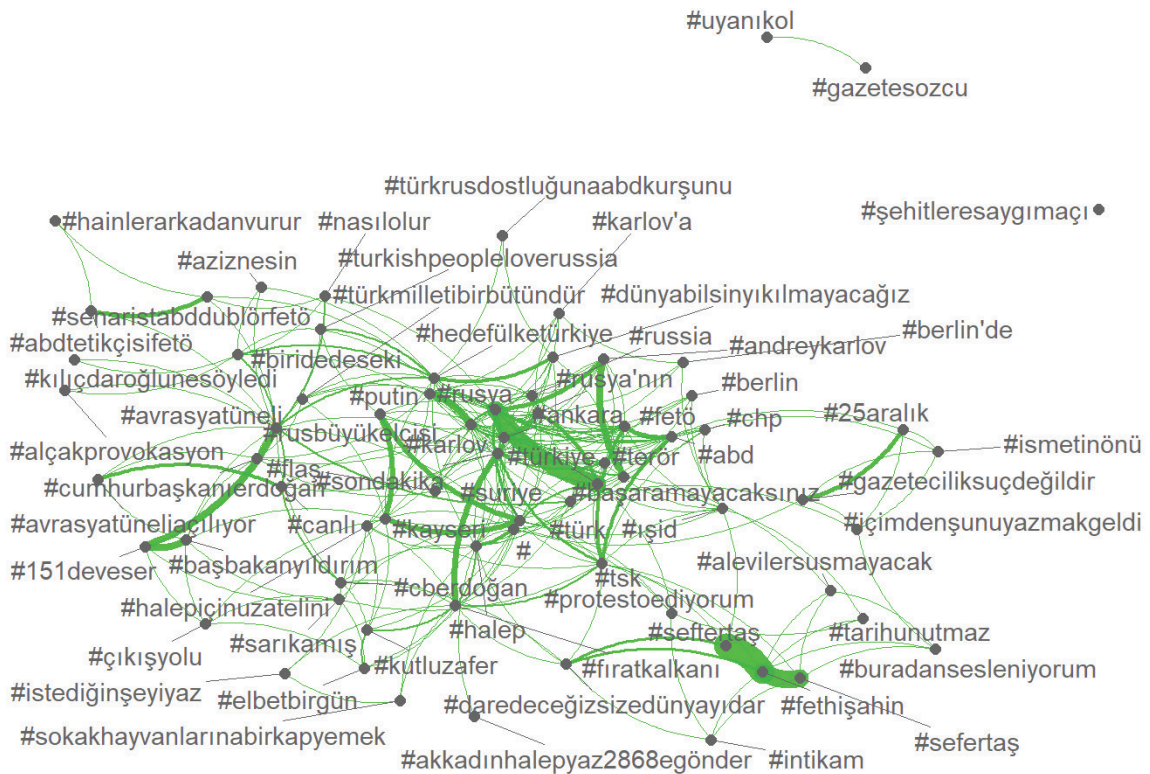 #uyanıkol
#gazetesozcu
#türkrusdostluğunaabdkurşunu
#şehitleresaygımaçı
#hainlerarkadanvurur
#nasılolur
#karlov'a
#aziznesin
#turkishpeopleloverussia
#türkmilletibirbütündür
#dünyabilsinyıkılmayacağız
#senaristabddublörfetö
#hedefülketürkiye
#russia
#berlin'de
#abdtetikçisifetö
#biridedeseki
#andreykarlov
#kılıçdaroğlunesöyledi
#putin
#rusya
#rusya'nın
#berlin
#avrasyatüneli
#ankara
#fetö
#chp
#25aralık
#rusbüyükelçisi
#karlov
#alçakprovokasyon
#türkiye
#terör
#abd
#ismetinönü
#flaş
#sondakika
#cumhurbaşkanıerdoğan
#suriye
#başaramayacaksınız
#gazeteciliksuçdeğildir
#avrasyatüneliaçılıyor
#canlı
#kayseri
#türk
#ışid
#içimdenşunuyazmakgeldi
#
#151deveser
#başbakanyıldırım
#cberdoğan
#tsk
#alevilersusmayacak
#halepiçinuzatelini
#protestoediyorum
#sarıkamış
#halep
#seftertaş
#tarihunutmaz
#çıkışyolu
#kutluzafer
#fıratkalkanı
#buradansesleniyorum
#istediğinşeyiyaz
#elbetbirgün
#daredeceğizsizedünyayıdar
#fethişahin
#sokakhayvanlarınabirkapyemek
#sefertaş
#akkadınhalepyaz2868egönder
#intikam